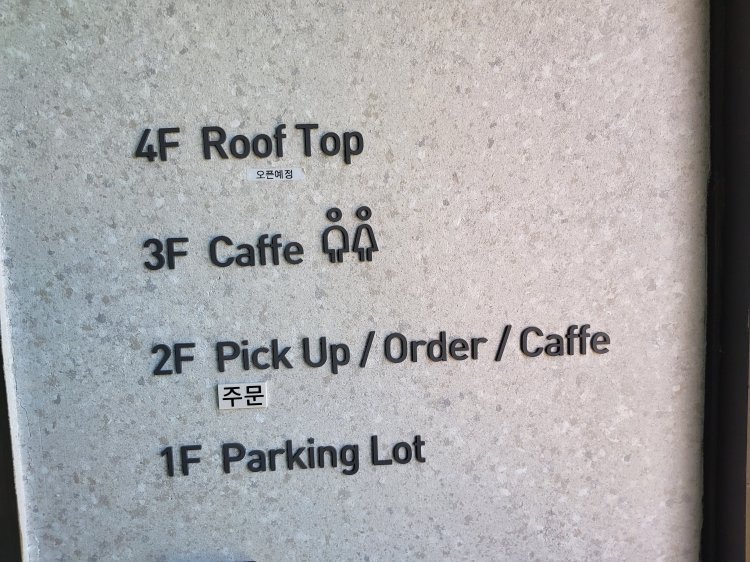 4F Roof Top
오픈예정
3F Caffe
2F Pick Up / Order / Caffe
주문
1F Parking Lot